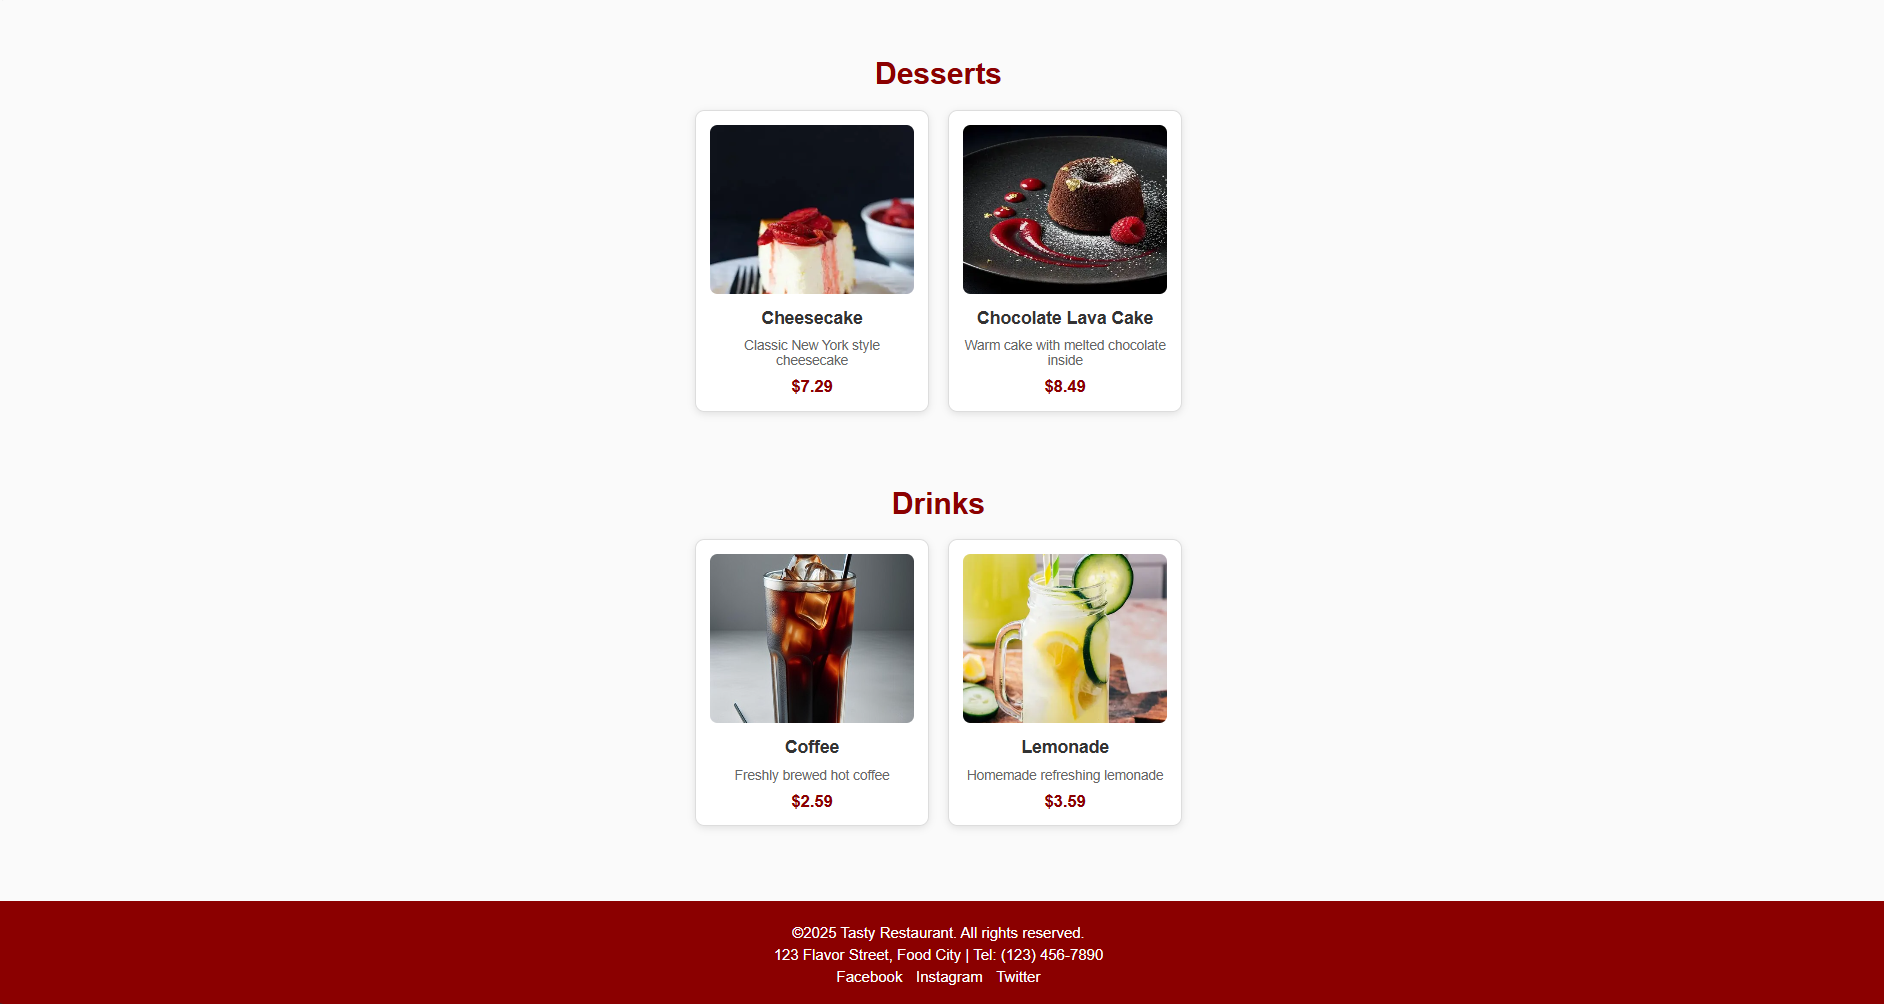 Desserts
Cheesecake
Classic New York style
cheesecake
$7.29
Chocolate Lava Cake
Warm cake with melted chocolate
inside
$8.49
Drinks
Coffee
Freshly brewed hot coffee
$2.59
Lemonade
Homemade refreshing lemonade
$3.59
©2025 Tasty Restaurant. All rights reserved.
123 Flavor Street, Food City | Tel: (123) 456-7890
Facebook Instagram Twitter